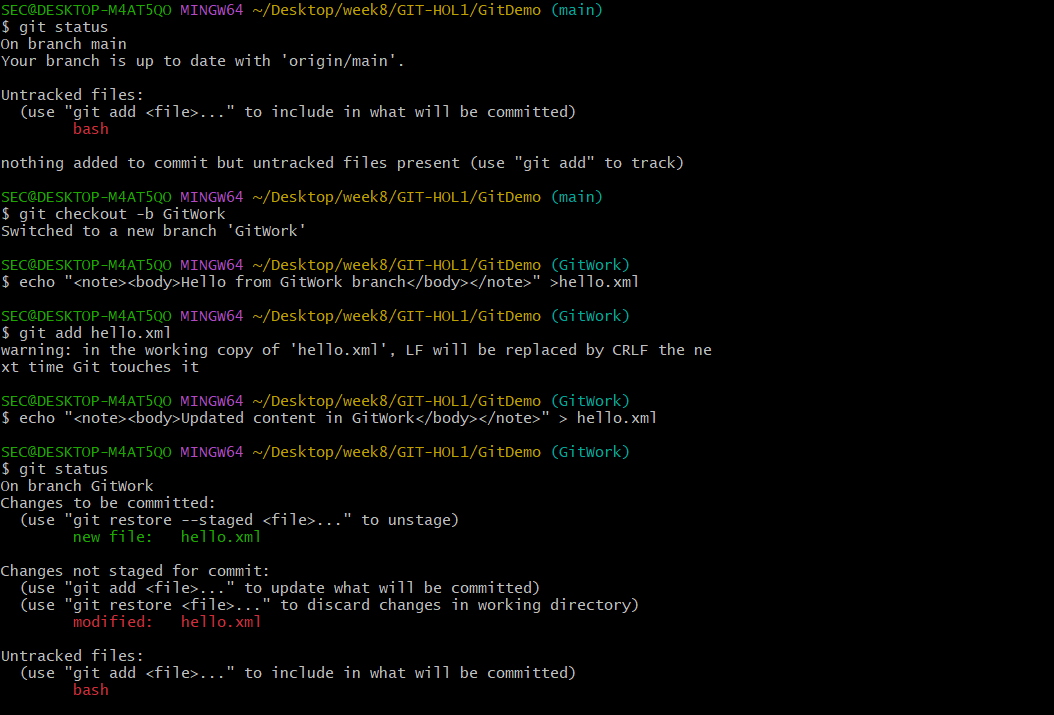 SEC@DESKTOP-M4AT5QO MINGW64 ~/Desktop/week8/GIT-HOL1/GitDemo (main)
$ git status
On branch main
Your branch is up to date with 'origin/main'.
Untracked files:
  (use "git add <file>..." to include in what will be committed)
        bash
nothing added to commit but untracked files present (use "git add" to track)
SEC@DESKTOP-M4AT5QO MINGW64 ~/Desktop/week8/GIT-HOL1/GitDemo (main)
$ git checkout -b GitWork
Switched to a new branch 'GitWork'
SEC@DESKTOP-M4AT5QO MINGW64 ~/Desktop/week8/GIT-HOL1/GitDemo (GitWork)
$ echo "<note><body>Hello from GitWork branch</body></note>" >hello.xml
SEC@DESKTOP-M4AT5QO MINGW64 ~/Desktop/week8/GIT-HOL1/GitDemo (GitWork)
$ git add hello.xml
warning: in the working copy of 'hello.xml', LF will be replaced by CRLF the ne
xt time Git touches it
SEC@DESKTOP-M4AT5QO MINGW64 ~/Desktop/week8/GIT-HOL1/GitDemo (GitWork)
$ echo "<note><body>Updated content in GitWork</body></note>" > hello.xml
SEC@DESKTOP-M4AT5QO MINGW64 ~/Desktop/week8/GIT-HOL1/GitDemo (GitWork)
$ git status
On branch GitWork
Changes to be committed:
  (use "git restore --staged <file>..." to unstage)
        new file:   hello.xml
Changes not staged for commit:
  (use "git add <file>..." to update what will be committed)
  (use "git restore <file>..." to discard changes in working directory)
        modified:   hello.xml
Untracked files:
  (use "git add <file>..." to include in what will be committed)
        bash